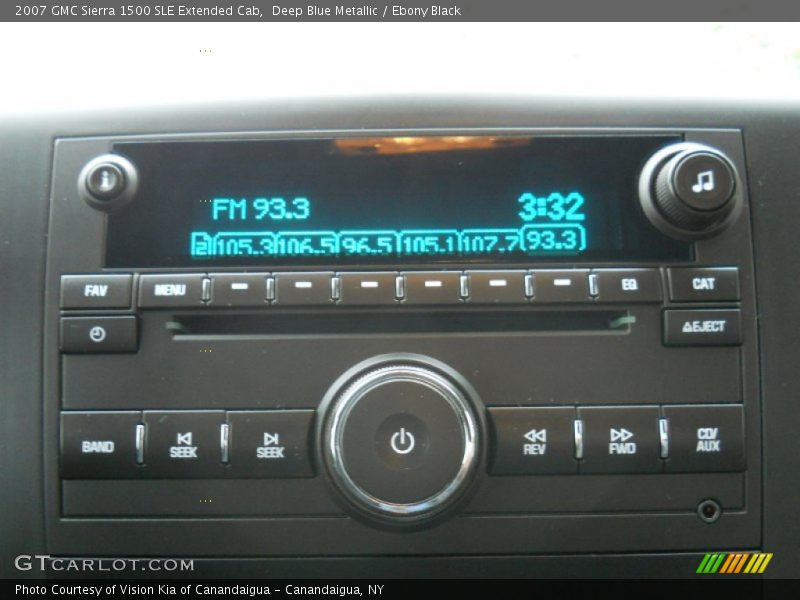 2007 GMC Sierra 1500 SLE Extended Cab,  Deep Blue Metallic / Ebony Black
FM 93.3
3:32
2 105.3 106.5 96.5 105.1 107.7 93.3
FAV
MENU
EQ
CAT
EJECT
BAND
SEEK
SEEK
REV
FWD
CD/
AUX
GTCARLOT.COM
Photo Courtesy of Vision Kia of Canandaigua - Canandaigua, NY